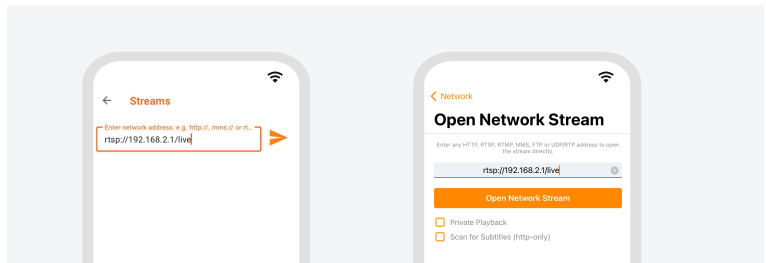 Streams
Enter network address: e.g. http://, mms:// or rt...
rtsp://192.168.2.1/live
Network
Open Network Stream
Enter any HTTP, RTSP, RTMP, MMS, FTP or UDP/RTP address to open
the stream directly.
rtsp://192.168.2.1/live
Open Network Stream
Private Playback
Scan for Subtitles (http-only)